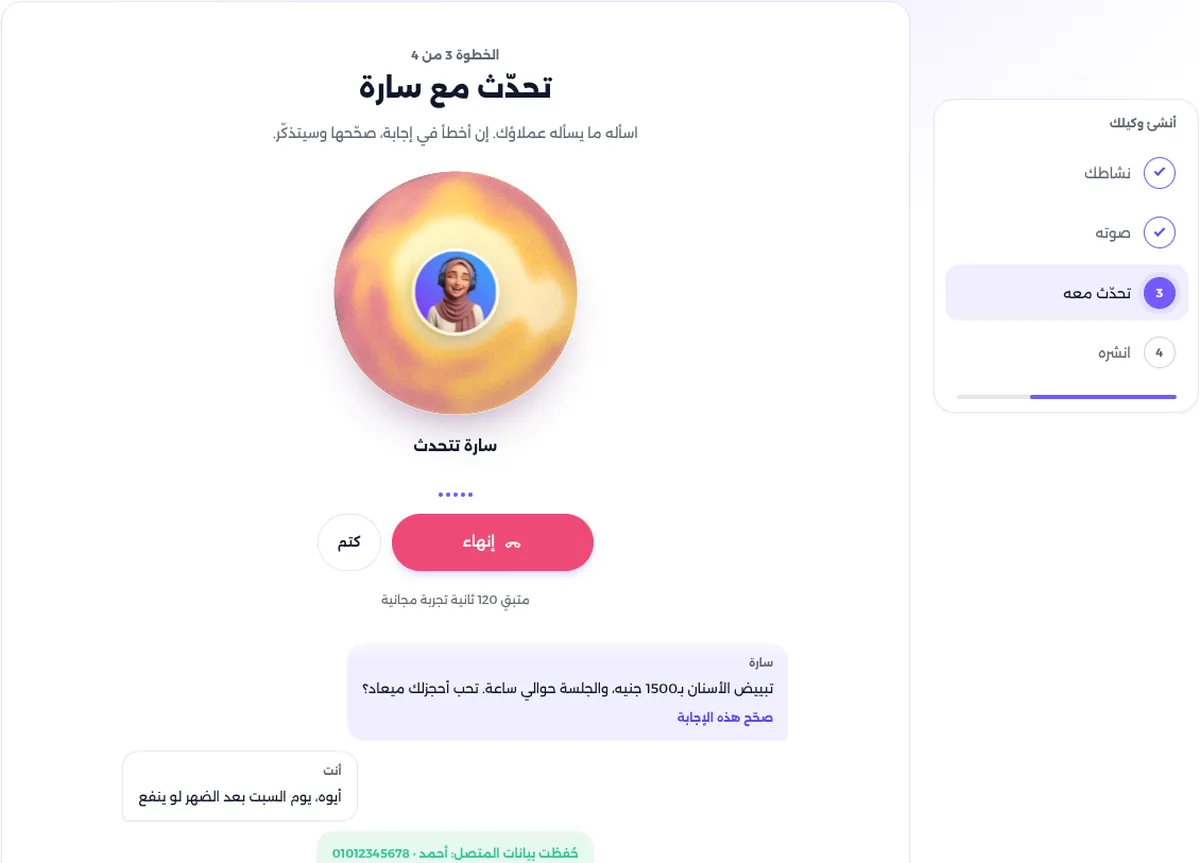 الخطوة 3 من 4
تحدّث مع سارة
اسأله ما يسأله عملاؤك. إن أخطأ في إجابة، صحّحها وسيتذكّر.
سارة تتحدث
إنهاء
كتم
متبقٍ 120 ثانية تجربة مجانية
سارة
تبييض الأسنان بـ1500 جنيه، والجلسة حوالي ساعة. تحب أحجزلك ميعاد؟
صحّح هذه الإجابة
أنت
أيوه، يوم السبت بعد الضهر لو ينفع
حُفظت بيانات المتصل: أحمد · 01012345678
أنشئ وكيلك
نشاطك
صوته
3 تحدّث معه
4 انشره